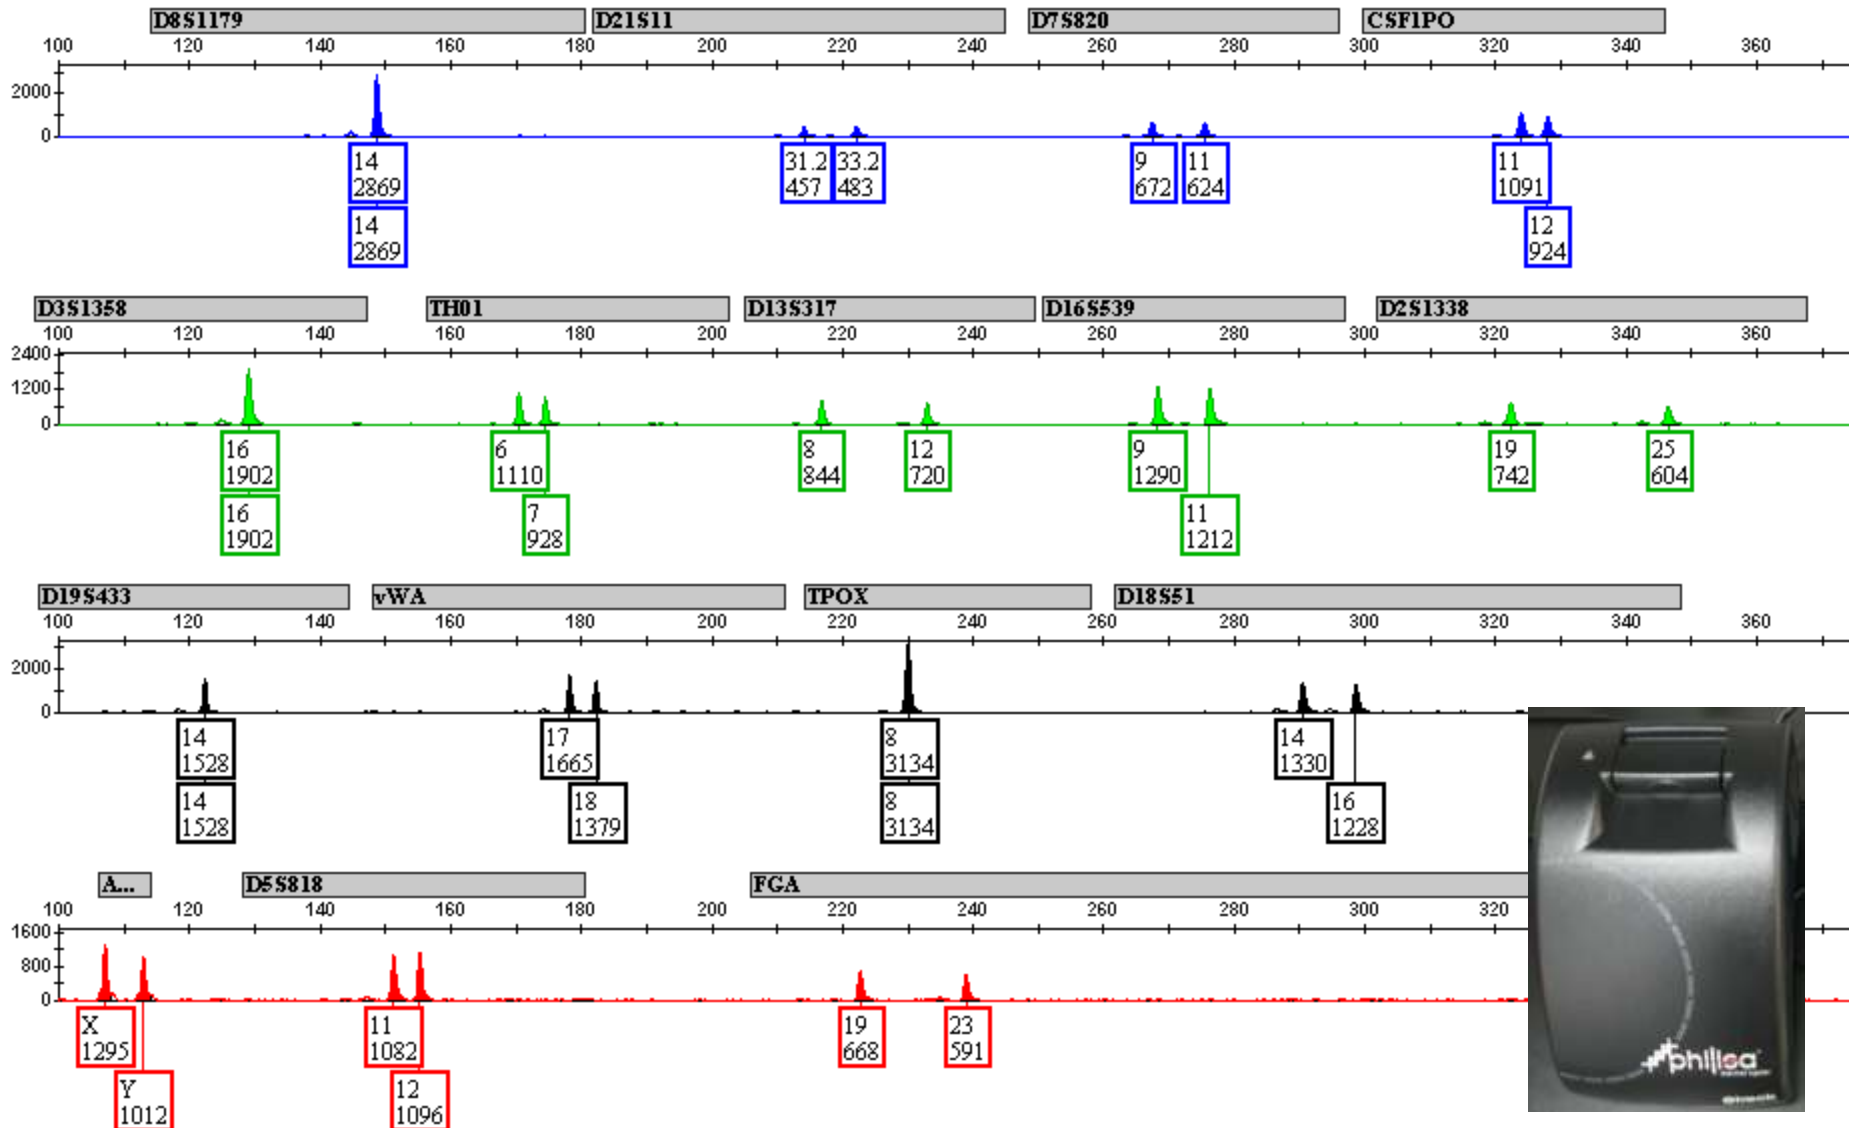 D8S1179 D21S11 D7S820 CSF1PO
100 120 140 160 180 200 220 240 260 280 300 320 340 360
2000
0
14 31.2 33.2 9 11 11
2869 457 483 672 624 1091
14 12
2869 924
D3S1358 TH01 D13S317 D16S539 D2S1338
100 120 140 160 180 200 220 240 260 280 300 320 340 360
2400
1200
0
16 6 8 12 9 19 25
1902 1110 844 720 1290 742 604
16 7 11
1902 928 1212
D19S433 vWA TPOX D18S51
100 120 140 160 180 200 220 240 260 280 300 320 340 360
2000
0
14 17 8 14
1528 1665 3134 1330
14 18 8 16
1528 1379 3134 1228
A... D5S818 FGA
100 120 140 160 180 200 220 240 260 280 300 320
1600
800
0
X 11 19 23
1295 1082 668 591
Y 12
1012 1096
philisa